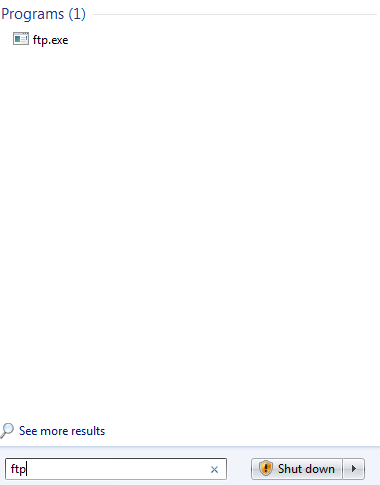 Programs (1)
ftp.exe
See more results
ftp
Shut down